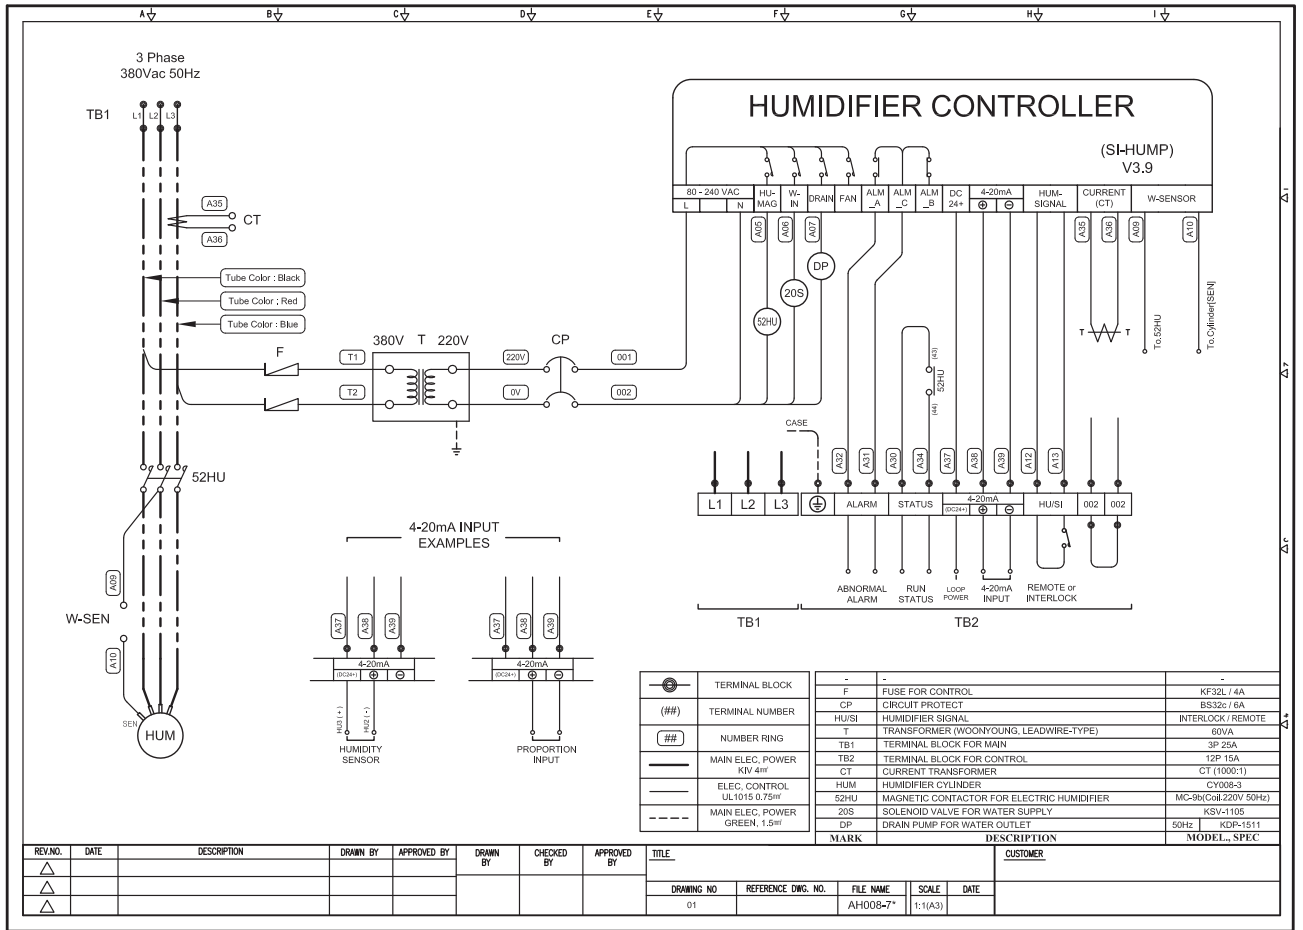 A B C D E F G H I
3 Phase
380Vac 50Hz
TB1
L1 L2 L3
A35
CT
A36
Tube Color : Black
Tube Color ; Red
Tube Color : Blue
F
T1
T2
380V T 220V
220V
0V
CP
001
002
HUMIDIFIER CONTROLLER
(SI-HUMP)
V3.9
80 - 240 VAC
L
N
HU-
MAG
W-
IN
DRAIN
FAN
ALM
_A
ALM
_C
ALM
_B
DC
24+
4-20mA
HUM-
SIGNAL
CURRENT
(CT)
W-SENSOR
A05
A06
A07
A35
A36
A09
A10
DP
20S
52HU
T T
To.52HU
To.Cylinder[SEN]
(43)
52HU
(44)
CASE
A32
A31
A30
A34
A37
A38
A39
A12
A13
L1 L2 L3
ALARM
STATUS
4-20mA
(DC24+)
HU/SI
002 002
ABNORMAL
ALARM
RUN
STATUS
LOOP
POWER
4-20mA
INPUT
REMOTE or
INTERLOCK
TB1
TB2
52HU
A09
W-SEN
A10
SEN
HUM
4-20mA INPUT
EXAMPLES
A37
A38
A39
4-20mA
(DC24+)
HU3 ( + )
HU2 ( - )
HUMIDITY
SENSOR
A37
A38
A39
4-20mA
(DC24+)
PROPORTION
INPUT
TERMINAL BLOCK
(##) TERMINAL NUMBER
## NUMBER RING
MAIN ELEC, POWER
KIV 4㎟
ELEC, CONTROL
UL1015 0.75㎟
MAIN ELEC, POWER
GREEN, 1.5㎟
- - -
F FUSE FOR CONTROL KF32L / 4A
CP CIRCUIT PROTECT BS32c / 6A
HU/SI HUMIDIFIER SIGNAL INTERLOCK / REMOTE
T TRANSFORMER (WOONYOUNG, LEADWIRE-TYPE) 60VA
TB1 TERMINAL BLOCK FOR MAIN 3P 25A
TB2 TERMINAL BLOCK FOR CONTROL 12P 15A
CT CURRENT TRANSFORMER CT (1000:1)
HUM HUMIDIFIER CYLINDER CY008-3
52HU MAGNETIC CONTACTOR FOR ELECTRIC HUMIDIFIER MC-9b(Coil.220V 50Hz)
20S SOLENOID VALVE FOR WATER SUPPLY KSV-1105
DP DRAIN PUMP FOR WATER OUTLET 50Hz KDP-1511
MARK DESCRIPTION MODEL., SPEC
REV.NO. DATE DESCRIPTION DRAWN BY APPROVED BY
DRAWN
BY
CHECKED
BY
APPROVED
BY
TITLE
CUSTOMER
DRAWING NO REFERENCE DWG. NO. FILE NAME SCALE DATE
01 AH008-7* 1:1(A3)